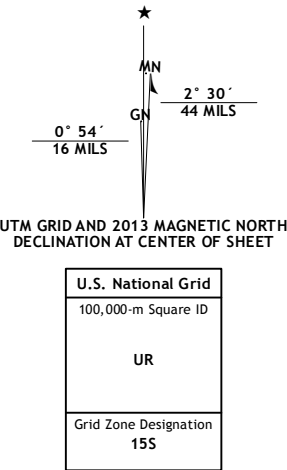 ★
MN
GN
2° 30´
44 MILS
0° 54´
16 MILS
UTM GRID AND 2013 MAGNETIC NORTH
DECLINATION AT CENTER OF SHEET
U.S. National Grid
100,000-m Square ID
UR
Grid Zone Designation
15S